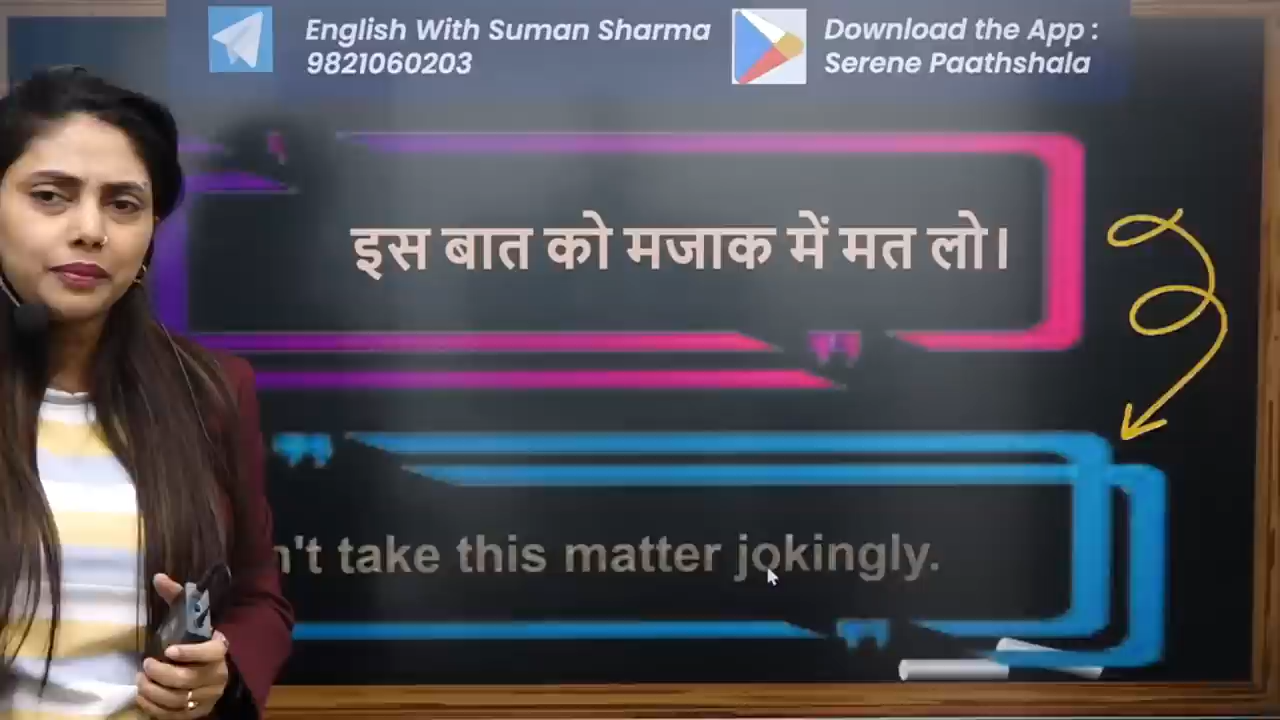 English With Suman Sharma
9821060203
Download the App :
Serene Paathshala
इस बात को मजाक में मत लो।
take this matter jokingly.